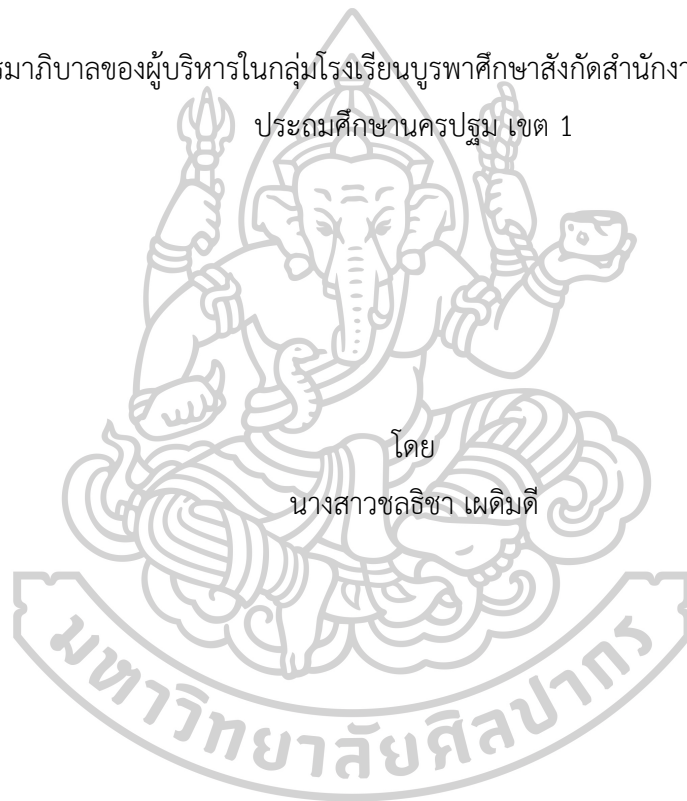 รมาภิบาลของผู้บริหารในกลุ่มโรงเรียนบูรพาศึกษาสังกัดสำนักงา
ประถมศึกษานครปฐม เขต 1
โดย
นางสาวชลธิชา เผดิมดี
มหาวิทยาลัยศิลปากร